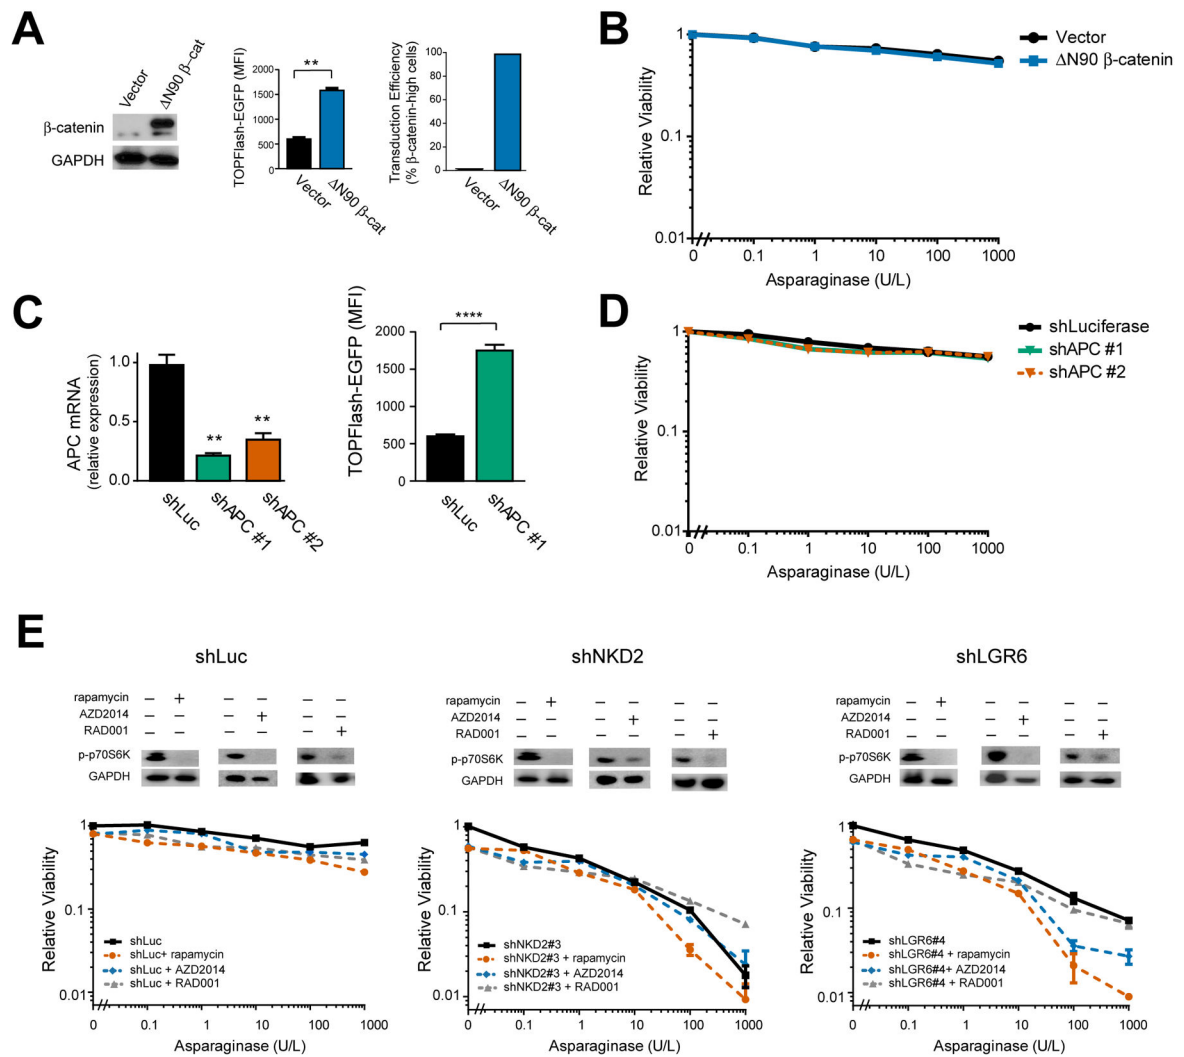 A
Vector
ΔN90 β-cat
β-catenin
GAPDH
TOPFlash-EGFP (MFI)
2000
1500
1000
500
0
**
Vector
ΔN90 β-cat
Transduction Efficiency
(% β-catenin-high cells)
100
80
60
40
20
0
Vector
ΔN90 β-cat
B
Relative Viability
1
0.1
0.01
0 0.1 1 10 100 1000
Asparaginase (U/L)
Vector
ΔN90 β-catenin
C
APC mRNA
(relative expression)
1.0
0.5
0.0
**
**
shLuc
shAPC #1
shAPC #2
TOPFlash-EGFP (MFI)
2000
1500
1000
500
0
****
shLuc
shAPC #1
D
Relative Viability
1
0.1
0.01
0 0.1 1 10 100 1000
Asparaginase (U/L)
shLuciferase
shAPC #1
shAPC #2
E
shLuc
rapamycin − +
AZD2014 − +
RAD001 − +
p-p70S6K
GAPDH
Relative Viability
1
0.1
0.01
shLuc
shLuc+ rapamycin
shLuc + AZD2014
shLuc + RAD001
0 0.1 1 10 100 1000
Asparaginase (U/L)
shNKD2
rapamycin − + − − − −
AZD2014 − − − + − −
RAD001 − − − − − +
p-p70S6K
GAPDH
Relative Viability
1
0.1
0.01
shNKD2#3
shNKD2#3 + rapamycin
shNKD2#3 + AZD2014
shNKD2#3 + RAD001
0 0.1 1 10 100 1000
Asparaginase (U/L)
shLGR6
rapamycin − + − − − −
AZD2014 − − − + − −
RAD001 − − − − − +
p-p70S6K
GAPDH
Relative Viability
1
0.1
0.01
shLGR6#4
shLGR6#4 + rapamycin
shLGR6#4+ AZD2014
shLGR6#4 + RAD001
0 0.1 1 10 100 1000
Asparaginase (U/L)